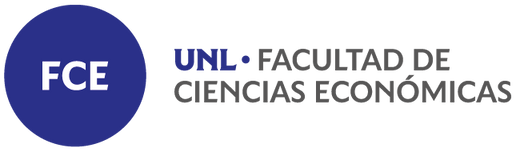 FCE
UNL • FACULTAD DE
CIENCIAS ECONÓMICAS